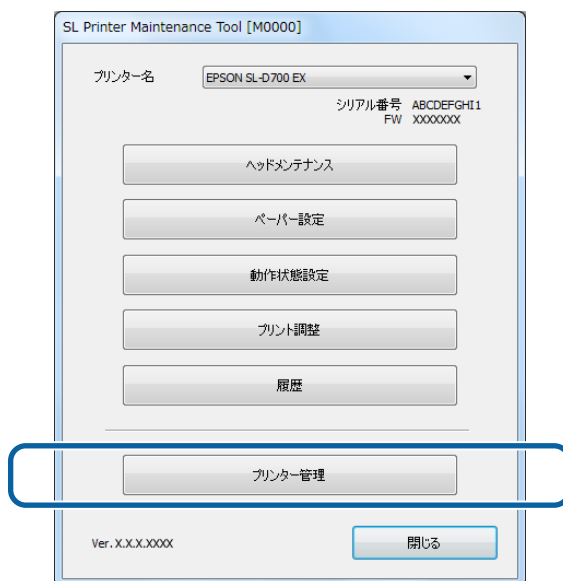 SL Printer Maintenance Tool [M0000]
プリンター名 EPSON SL-D700 EX
シリアル番号 ABCDEFGHI1
FW XXXXXXX
ヘッドメンテナンス
ペーパー設定
動作状態設定
プリント調整
履歴
プリンター管理
Ver.X.X.X.XXXX 閉じる